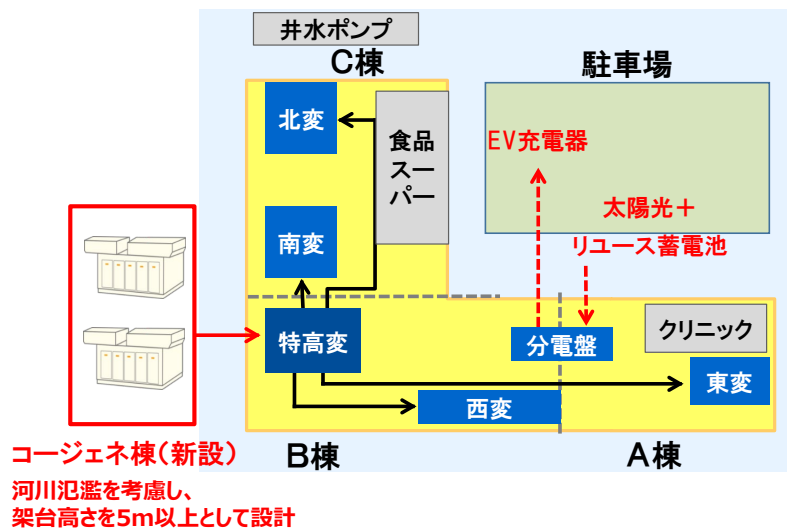 井水ポンプ
C棟
駐車場
北変
食品
スー
パー
EV充電器
太陽光＋
リユース蓄電池
南変
特高変
分電盤
クリニック
東変
西変
コージェネ棟（新設）
B棟
A棟
河川氾濫を考慮し、
架台高さを5m以上として設計